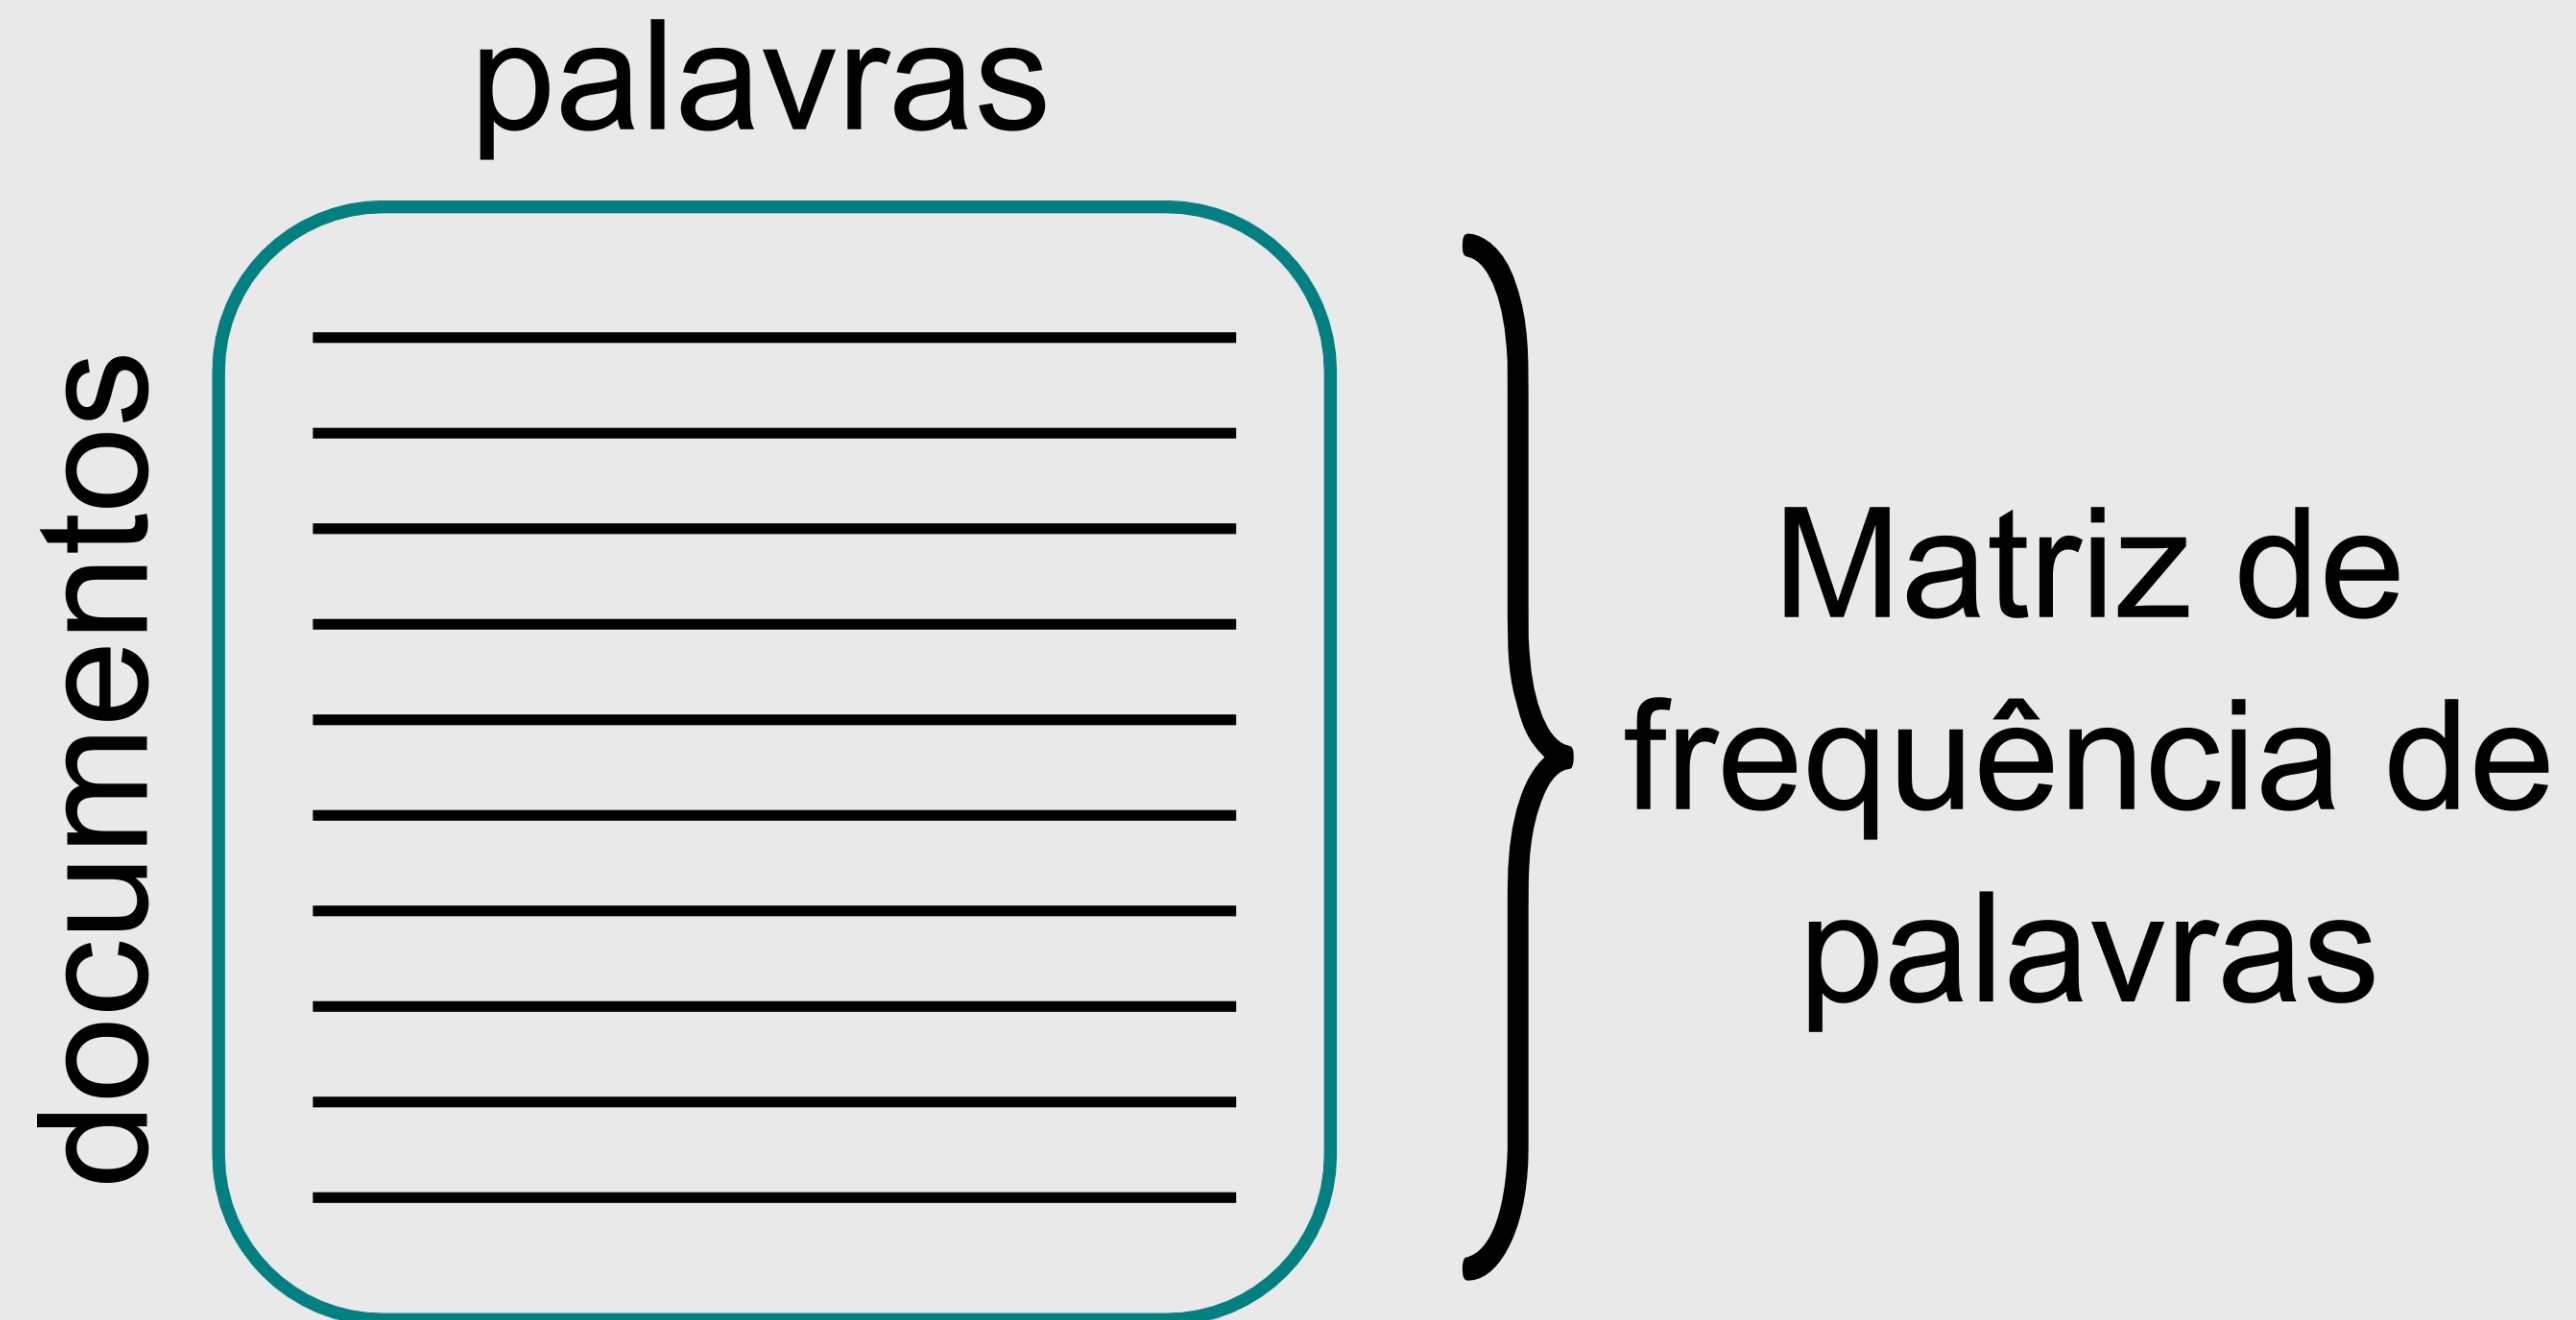 palavras
documentos
Matriz de
frequência de
palavras